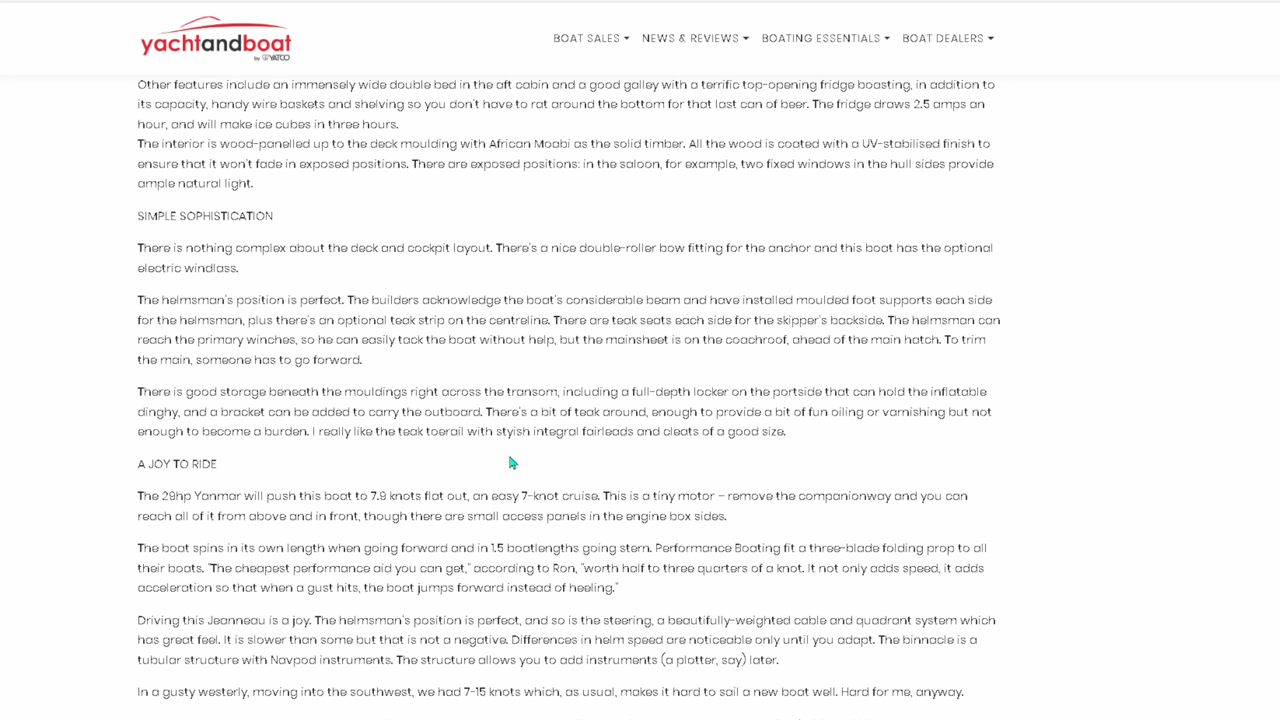 yachtandboat
by YATCO
BOAT SALES
NEWS & REVIEWS
BOATING ESSENTIALS
BOAT DEALERS
Other features include an immensely wide double bed in the aft cabin and a good galley with a terrific top-opening fridge boasting, in addition to
its capacity, handy wire baskets and shelving so you don't have to rat around the bottom for that last can of beer. The fridge draws 2.5 amps an
hour, and will make ice cubes in three hours.
The interior is wood-panelled up to the deck moulding with African Moabi as the solid timber. All the wood is coated with a UV-stabilised finish to
ensure that it won't fade in exposed positions. There are exposed positions: in the saloon, for example, two fixed windows in the hull sides provide
ample natural light.
SIMPLE SOPHISTICATION
There is nothing complex about the deck and cockpit layout. There's a nice double-roller bow fitting for the anchor and this boat has the optional
electric windlass.
The helmsman's position is perfect. The builders acknowledge the boat's considerable beam and have installed moulded foot supports each side
for the helmsman, plus there's an optional teak strip on the centreline. There are teak seats each side for the skipper's backside. The helmsman can
reach the primary winches, so he can easily tack the boat without help, but the mainsheet is on the coachroof, ahead of the main hatch. To trim
the main, someone has to go forward.
There is good storage beneath the mouldings right across the transom, including a full-depth locker on the portside that can hold the inflatable
dinghy, and a bracket can be added to carry the outboard. There's a bit of teak around, enough to provide a bit of fun oiling or varnishing but not
enough to become a burden. I really like the teak toerail with styish integral fairleads and cleats of a good size.
A JOY TO RIDE
The 29hp Yanmar will push this boat to 7.9 knots flat out, an easy 7-knot cruise. This is a tiny motor – remove the companionway and you can
reach all of it from above and in front, though there are small access panels in the engine box sides.
The boat spins in its own length when going forward and in 1.5 boatlengths going stern. Performance Boating fit a three-blade folding prop to all
their boats. "The cheapest performance aid you can get," according to Ron, "worth half to three quarters of a knot. It not only adds speed, it adds
acceleration so that when a gust hits, the boat jumps forward instead of heeling."
Driving this Jeanneau is a joy. The helmsman's position is perfect, and so is the steering, a beautifully-weighted cable and quadrant system which
has great feel. It is slower than some but that is not a negative. Differences in helm speed are noticeable only until you adapt. The binnacle is a
tubular structure with Navpod instruments. The structure allows you to add instruments (a plotter, say) later.
In a gusty westerly, moving into the southwest, we had 7-15 knots which, as usual, makes it hard to sail a new boat well. Hard for me, anyway.